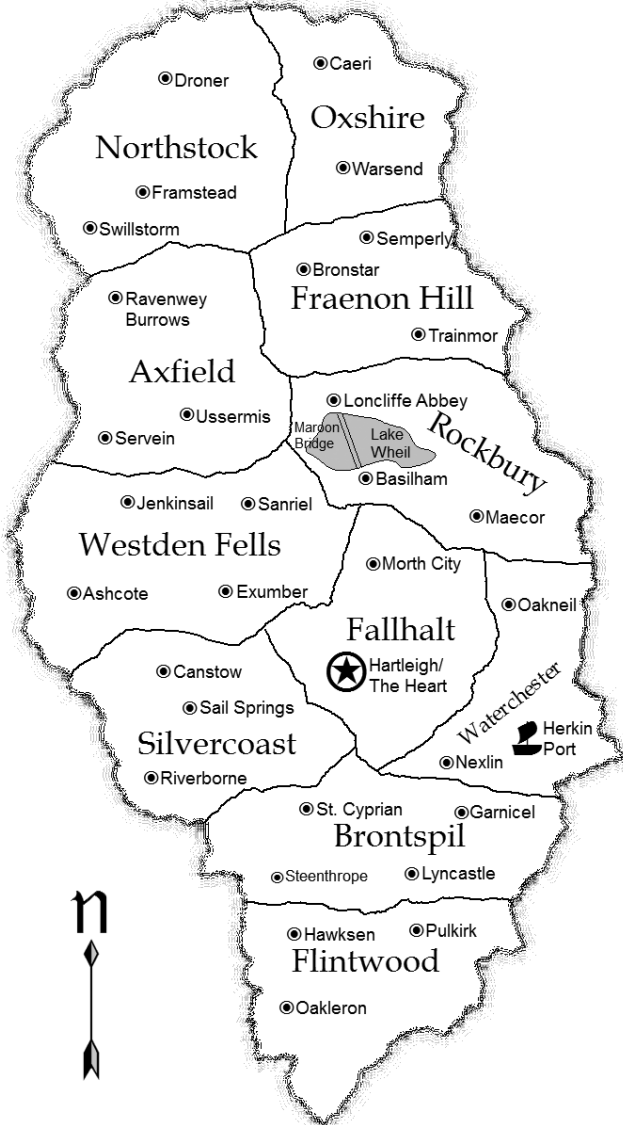 Caeri
Droner
Oxshire
Northstock
Warsend
Framstead
Swillstorm
Semperly
Bronstar
Ravenwey
Burrows
Fraenon Hill
Trainmor
Axfield
Loncliffe Abbey
Ussermis
Servein
Maroon
Bridge
Lake
Wheil
Rockbury
Basilham
Jenkinsail
Sanriel
Maecor
Westden Fells
Morth City
Ashcote
Exumber
Oakneil
Fallhalt
Hartleigh/
The Heart
Canstow
Sail Springs
Waterchester
Herkin
Port
Silvercoast
Nexlin
Riverborne
St. Cyprian
Garnicel
Brontspil
Steenthrope
Lyncastle
n
Hawksen
Pulkirk
Flintwood
Oakleron